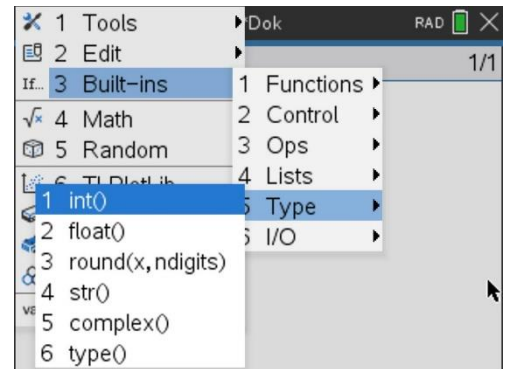 1 Tools
Dok RAD
2 Edit
1/1
If... 3 Built-ins
1 Functions
4 Math
2 Control
5 Random
3 Ops
4 Lists
1 int()
5 Type
2 float()
6 I/O
3 round(x,ndigits)
4 str()
5 complex()
6 type()